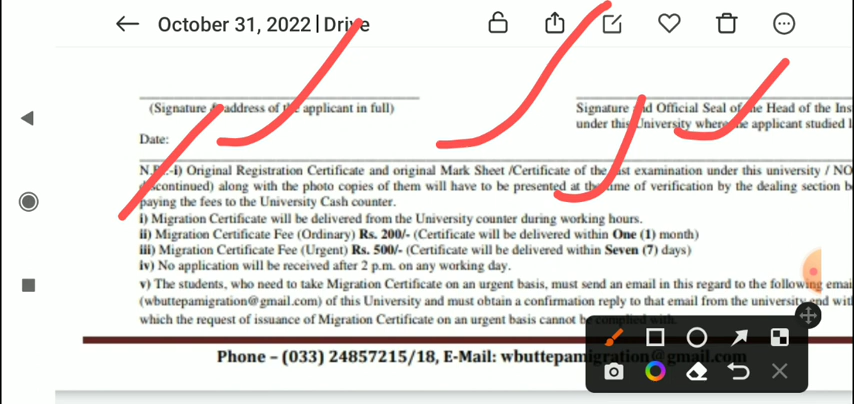 October 31, 2022 | Drive
(Signature & address of the applicant in full)
Signature and Official Seal of the Head of the Ins
under this University where the applicant studied l
Date:
N.B.-i) Original Registration Certificate and original Mark Sheet /Certificate of the last examination under this university / NO
discontinued) along with the photo copies of them will have to be presented at the time of verification by the dealing section b
paying the fees to the University Cash counter.
i) Migration Certificate will be delivered from the University counter during working hours.
ii) Migration Certificate Fee (Ordinary) Rs. 200/- (Certificate will be delivered within One (1) month)
iii) Migration Certificate Fee (Urgent) Rs. 500/- (Certificate will be delivered within Seven (7) days)
iv) No application will be received after 2 p.m. on any working day.
v) The students, who need to take Migration Certificate on an urgent basis, must send an email in this regard to the following emai
(wbuttepamigration@gmail.com) of this University and must obtain a confirmation reply to that email from the university and wit
which the request of issuance of Migration Certificate on an urgent basis cannot be complied with.
Phone – (033) 24857215/18, E-Mail: wbuttepamigration@gmail.com